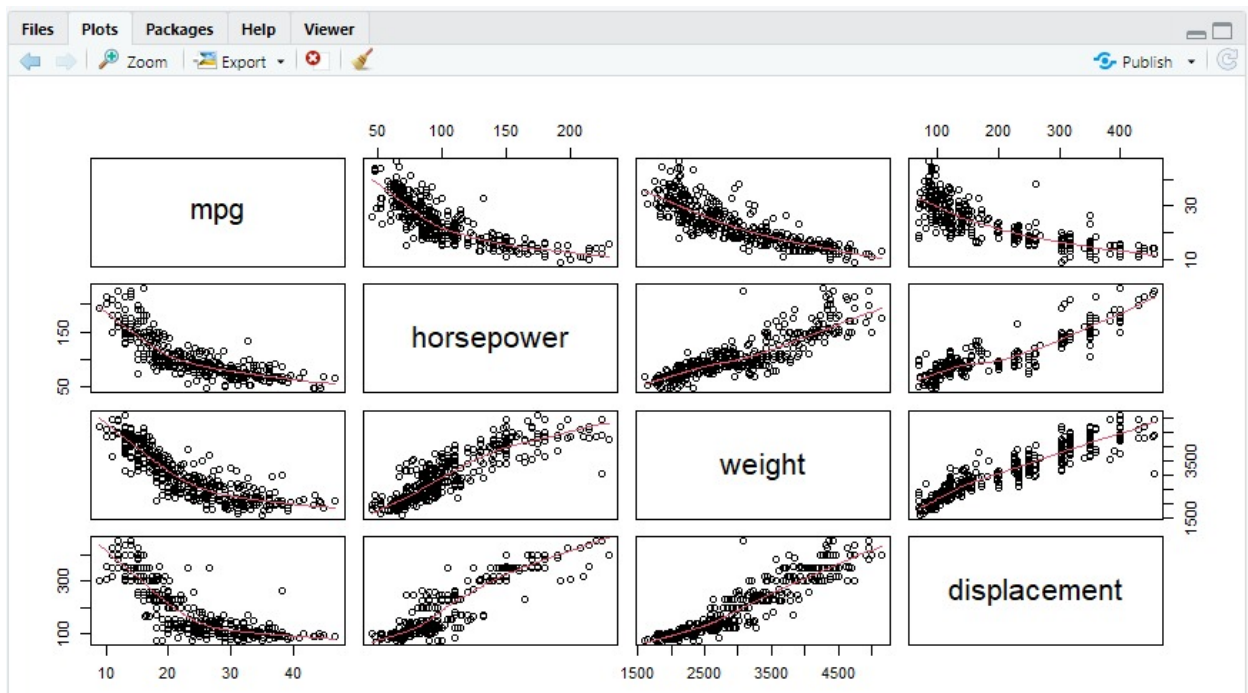 Files Plots Packages Help Viewer
Zoom Export Publish
50 100 150 200
100 200 300 400
mpg
10 30
50 150
horsepower
weight
1500 3500
100 300
displacement
10 20 30 40
1500 2500 3500 4500